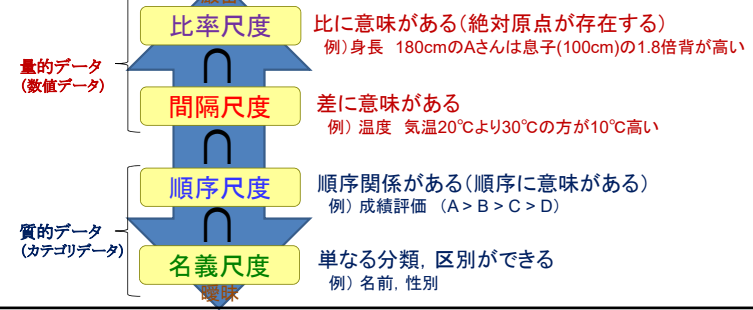 比率尺度
比に意味がある(絶対原点が存在する)
例)身長 180cmのAさんは息子(100cm)の1.8倍背が高い
量的データ
(数値データ)
∩
間隔尺度
差に意味がある
例) 温度 気温20℃より30℃の方が10℃高い
∩
順序尺度
順序関係がある(順序に意味がある)
例) 成績評価 (A > B > C > D)
質的データ
(カテゴリデータ)
∩
名義尺度
単なる分類, 区別ができる
例) 名前, 性別
曖昧